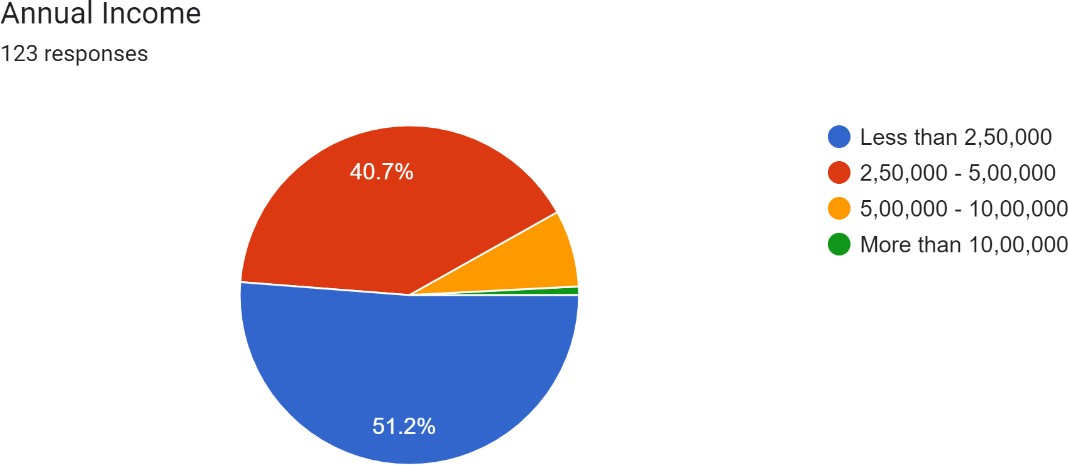 Annual Income
123 responses
40.7%
51.2%
Less than 2,50,000
2,50,000 - 5,00,000
5,00,000 - 10,00,000
More than 10,00,000